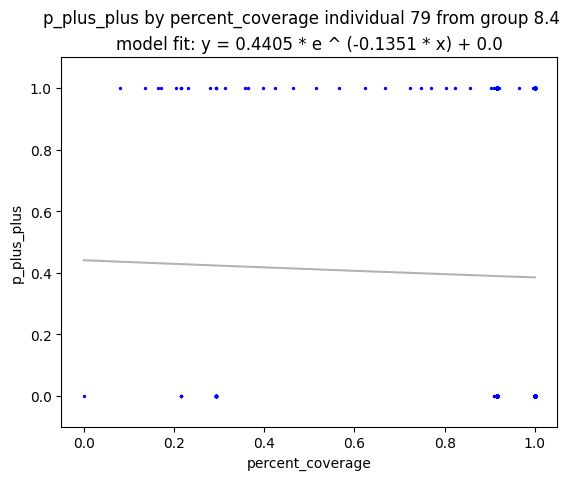 p_plus_plus by percent_coverage individual 79 from group 8.4
model fit: y = 0.4405 * e ^ (-0.1351 * x) + 0.0
1.0
0.8
0.6
0.4
0.2
0.0
p_plus_plus
0.0 0.2 0.4 0.6 0.8 1.0
percent_coverage